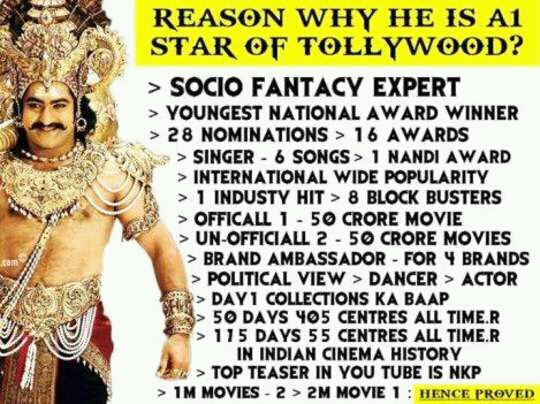 REASON WHY HE IS A1
STAR OF TOLLYWOOD?
> SOCIO FANTACY EXPERT
> YOUNGEST NATIONAL AWARD WINNER
> 28 NOMINATIONS > 16 AWARDS
> SINGER - 6 SONGS > 1 NANDI AWARD
> INTERNATIONAL WIDE POPULARITY
> 1 INDUSTY HIT > 8 BLOCK BUSTERS
> OFFICALL 1 - 50 CRORE MOVIE
> UN-OFFICIALL 2 - 50 CRORE MOVIES
> BRAND AMBASSADOR - FOR 4 BRANDS
> POLITICAL VIEW > DANCER > ACTOR
> DAY1 COLLECTIONS KA BAAP
> 50 DAYS 405 CENTRES ALL TIME.R
> 115 DAYS 55 CENTRES ALL TIME.R
IN INDIAN CINEMA HISTORY
> TOP TEASER IN YOU TUBE IS NKP
> 1M MOVIES - 2 > 2M MOVIE 1 : HENCE PROVED
.com